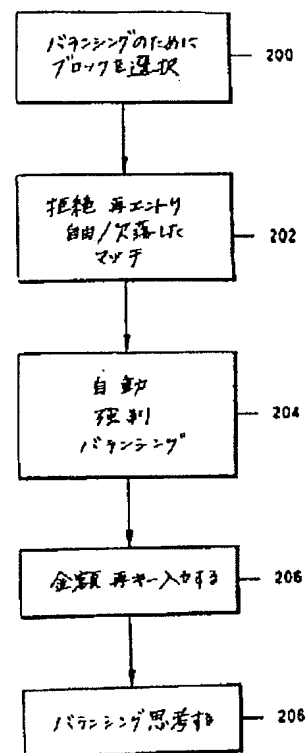 バランシングのために
ブロックを選択
200
拒絶 再エントリ
自由/欠落した
マッチ
202
自動
強制
バランシング
204
金額 再キー入力する
206
バランシング思考する
206